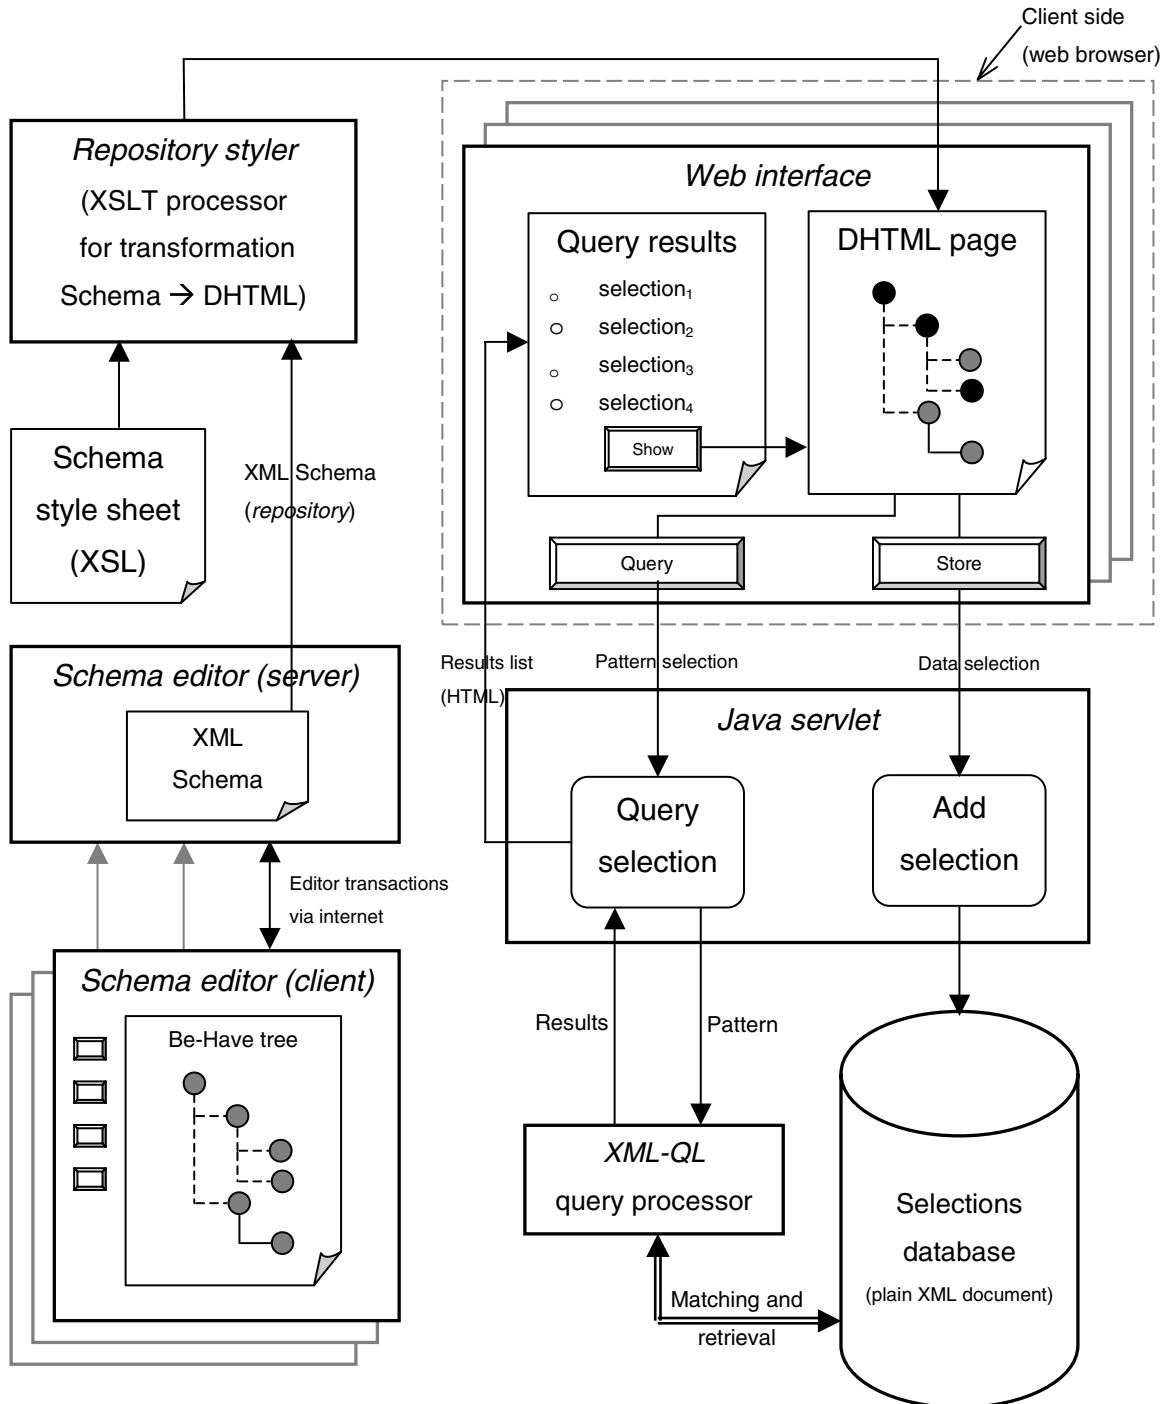 Client side
(web browser)
Repository styler
(XSLT processor
for transformation
Schema → DHTML)
Web interface
Query results
selection₁
selection₂
selection₃
selection₄
Show
DHTML page
Query
Store
Schema
style sheet
(XSL)
XML Schema
(repository)
Schema editor (server)
XML
Schema
Results list
(HTML)
Pattern selection
Data selection
Java servlet
Query
selection
Add
selection
Editor transactions
via internet
Schema editor (client)
Be-Have tree
Results
Pattern
XML-QL
query processor
Matching and
retrieval
Selections
database
(plain XML document)